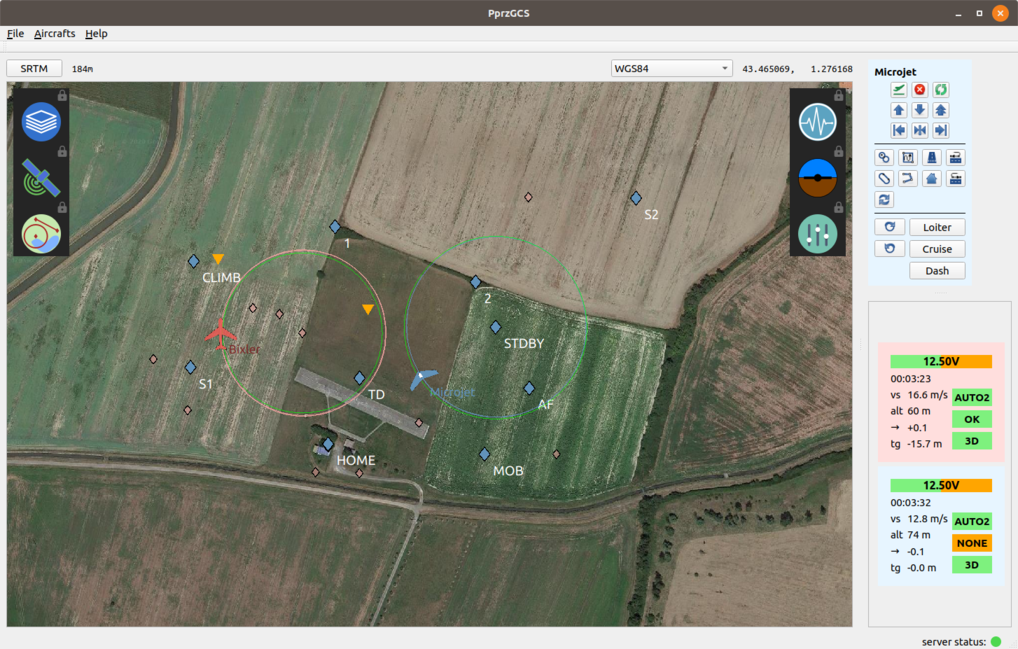 PprzGCS
File Aircrafts Help
SRTM 184m WGS84 43.465069, 1.276168
Microjet
S2
1
CLIMB
2
STDBY
Bixler
S1
TD
Microjet
AF
HOME
MOB
Loiter
Cruise
Dash
12.50V
00:03:23
vs 16.6 m/s AUTO2
alt 60 m OK
→ +0.1
tg -15.7 m 3D
12.50V
00:03:32
vs 12.8 m/s AUTO2
alt 74 m NONE
→ -0.1
tg -0.0 m 3D
server status: